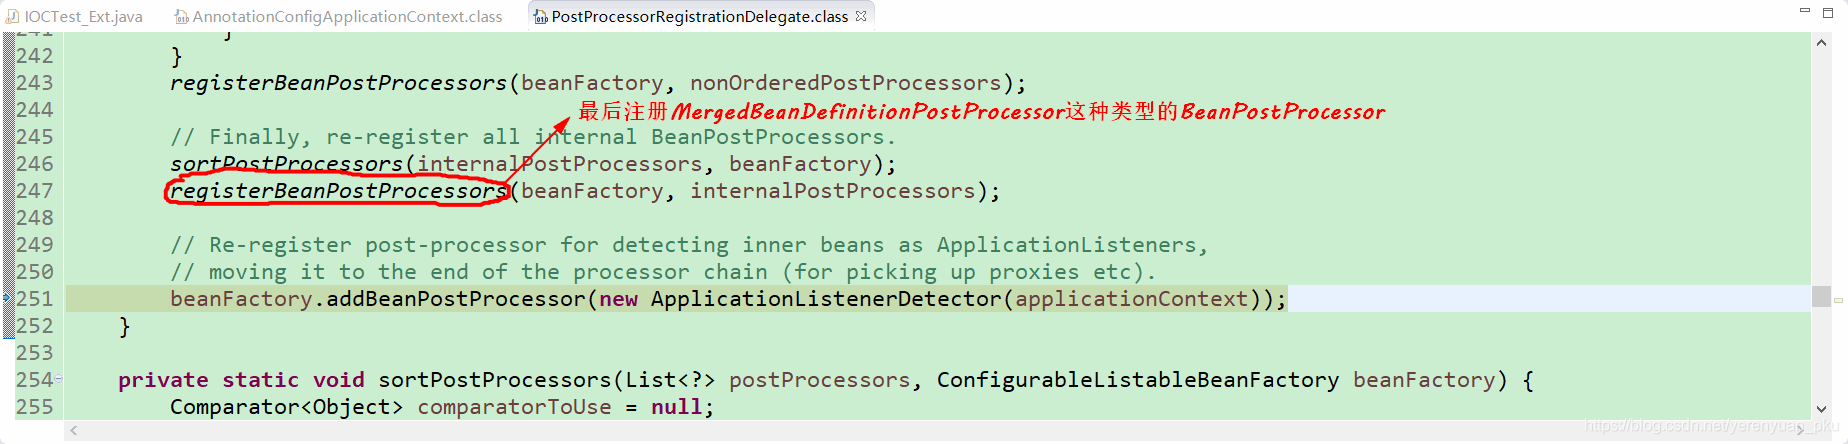 IOCTest_Ext.java AnnotationConfigApplicationContext.class PostProcessorRegistrationDelegate.class
241 }
242 }
243 registerBeanPostProcessors(beanFactory, nonOrderedPostProcessors);
244
最后注册MergedBeanDefinitionPostProcessor这种类型的BeanPostProcessor
245 // Finally, re-register all internal BeanPostProcessors.
246 sortPostProcessors(internalPostProcessors, beanFactory);
247 registerBeanPostProcessors(beanFactory, internalPostProcessors);
248
249 // Re-register post-processor for detecting inner beans as ApplicationListeners,
250 // moving it to the end of the processor chain (for picking up proxies etc).
251 beanFactory.addBeanPostProcessor(new ApplicationListenerDetector(applicationContext));
252 }
253
254 private static void sortPostProcessors(List<?> postProcessors, ConfigurableListableBeanFactory beanFactory) {
255 Comparator<Object> comparatorToUse = null;
https://blog.csdn.net/yerenyuan_pku